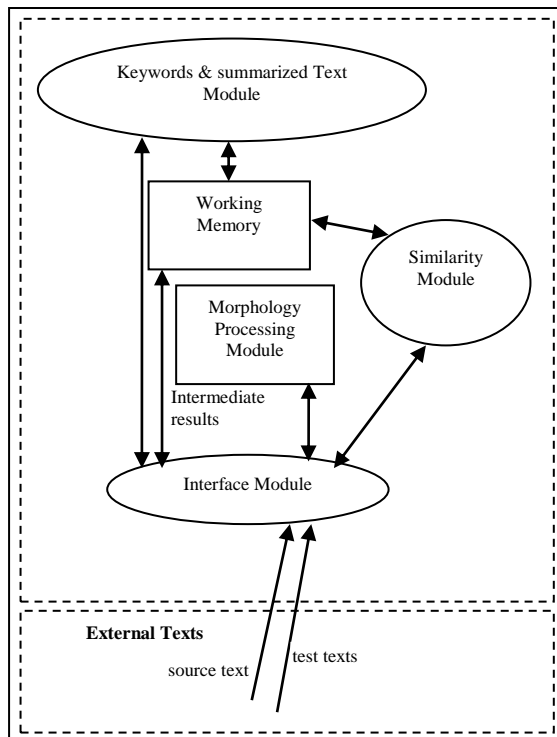 Keywords & summarized Text
Module
Working
Memory
Similarity
Module
Morphology
Processing
Module
Intermediate
results
Interface Module
External Texts
source text
test texts